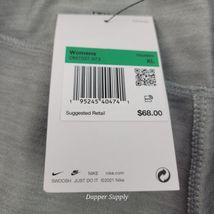 Womens
XL
1 95245 40474 1
Suggested Retail
$68.00
NIKE
nike.com
SWOOSH JUST DO IT ©2021 Nike
Dapper Supply